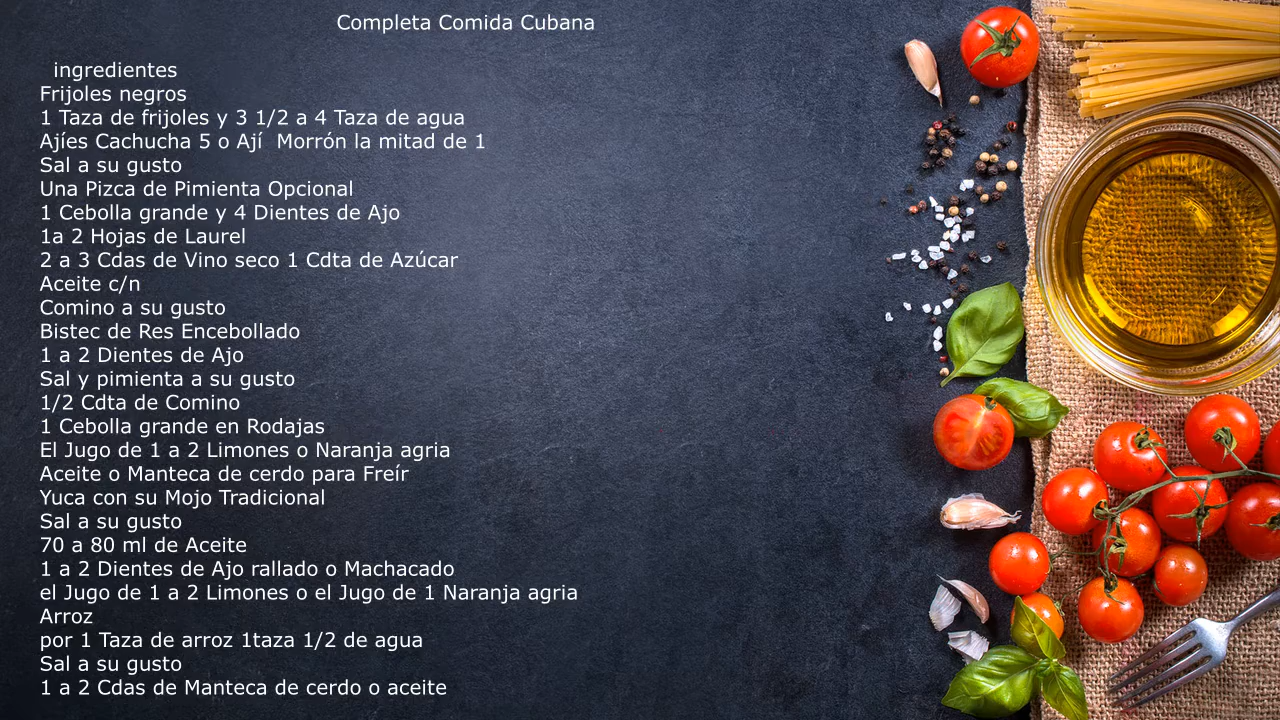 Completa Comida Cubana
ingredientes
Frijoles negros
1 Taza de frijoles y 3 1/2 a 4 Taza de agua
Ajíes Cachucha 5 o Ají  Morrón la mitad de 1
Sal a su gusto
Una Pizca de Pimienta Opcional
1 Cebolla grande y 4 Dientes de Ajo
1a 2 Hojas de Laurel
2 a 3 Cdas de Vino seco 1 Cdta de Azúcar
Aceite c/n
Comino a su gusto
Bistec de Res Encebollado
1 a 2 Dientes de Ajo
Sal y pimienta a su gusto
1/2 Cdta de Comino
1 Cebolla grande en Rodajas
El Jugo de 1 a 2 Limones o Naranja agria
Aceite o Manteca de cerdo para Freír
Yuca con su Mojo Tradicional
Sal a su gusto
70 a 80 ml de Aceite
1 a 2 Dientes de Ajo rallado o Machacado
el Jugo de 1 a 2 Limones o el Jugo de 1 Naranja agria
Arroz
por 1 Taza de arroz 1taza 1/2 de agua
Sal a su gusto
1 a 2 Cdas de Manteca de cerdo o aceite